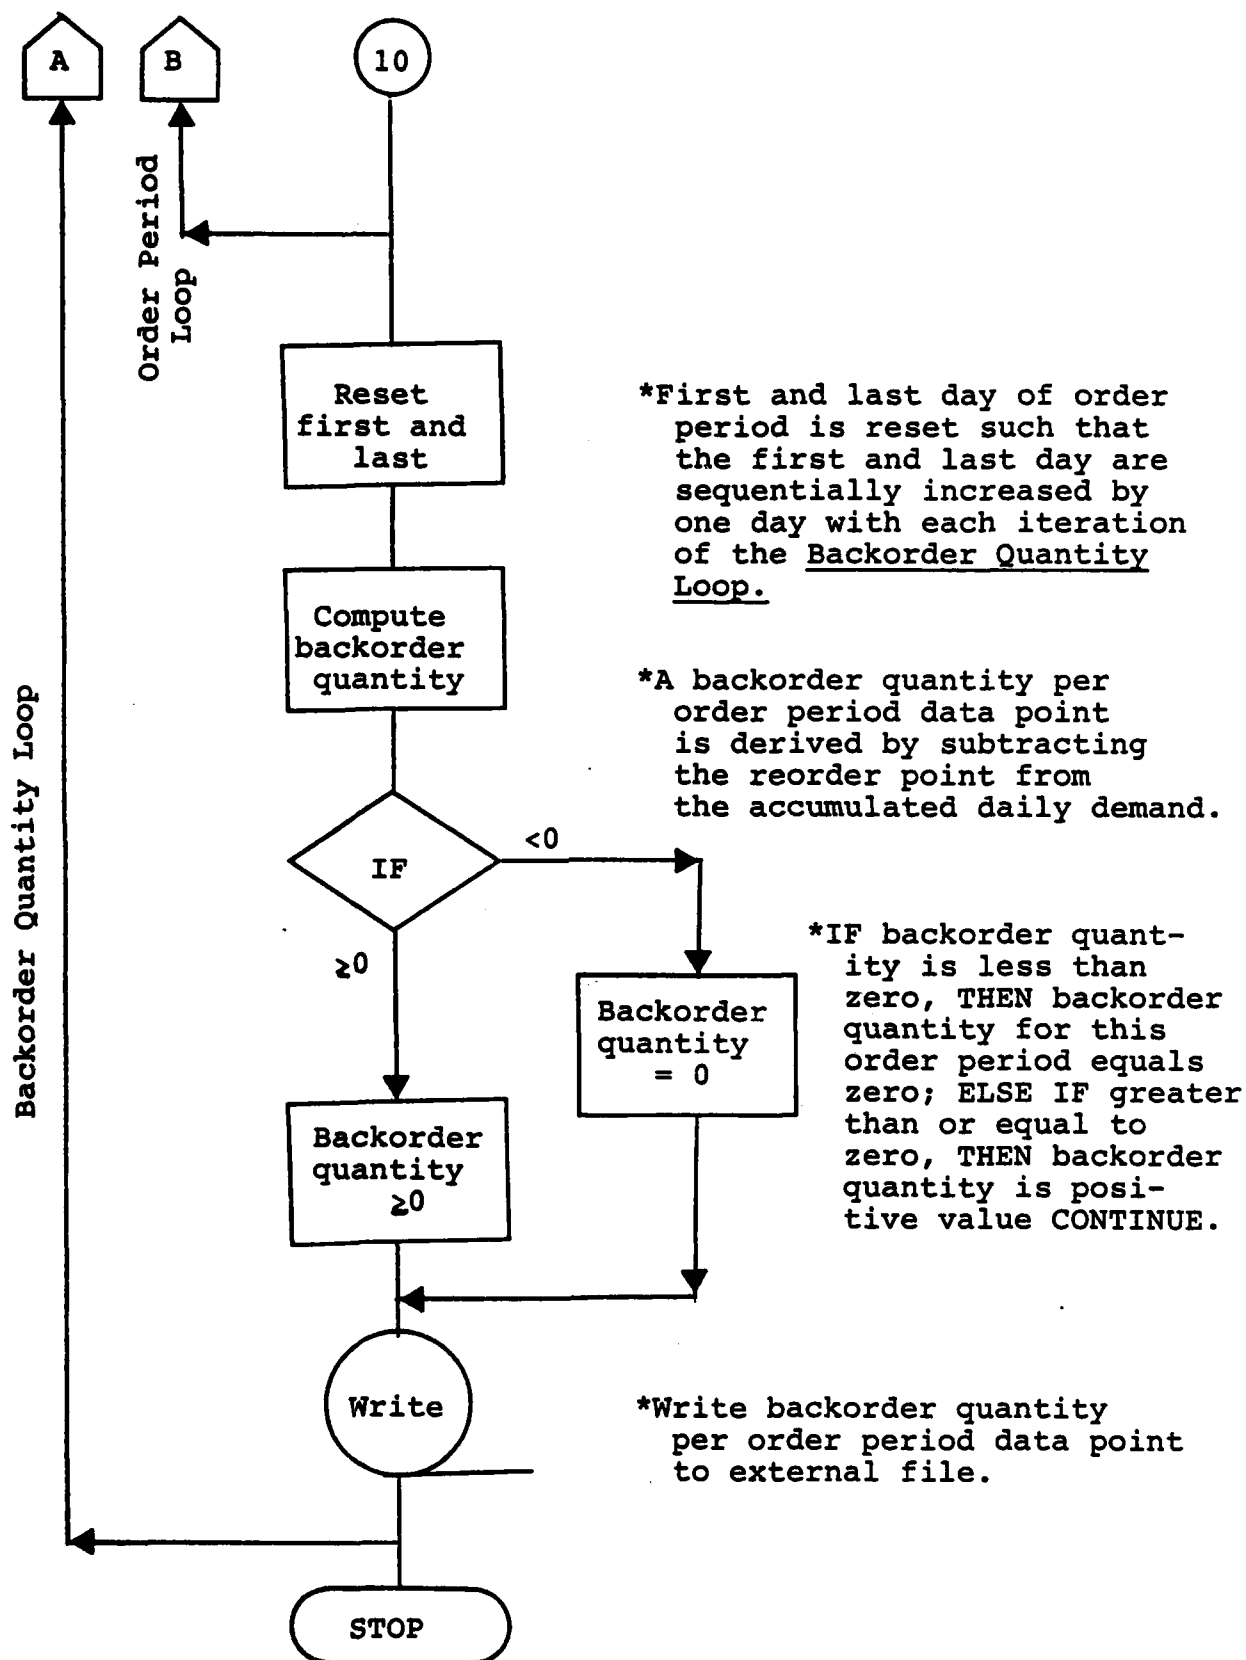 A
B
10
Order Period
Loop
Reset
first and
last
*First and last day of order
period is reset such that
the first and last day are
sequentially increased by
one day with each iteration
of the Backorder Quantity
Loop.
Compute
backorder
quantity
*A backorder quantity per
order period data point
is derived by subtracting
the reorder point from
the accumulated daily demand.
Backorder Quantity Loop
IF
<0
≥0
*IF backorder quant-
ity is less than
zero, THEN backorder
quantity for this
order period equals
zero; ELSE IF greater
than or equal to
zero, THEN backorder
quantity is posi-
tive value CONTINUE.
Backorder
quantity
= 0
Backorder
quantity
≥0
Write
*Write backorder quantity
per order period data point
to external file.
STOP